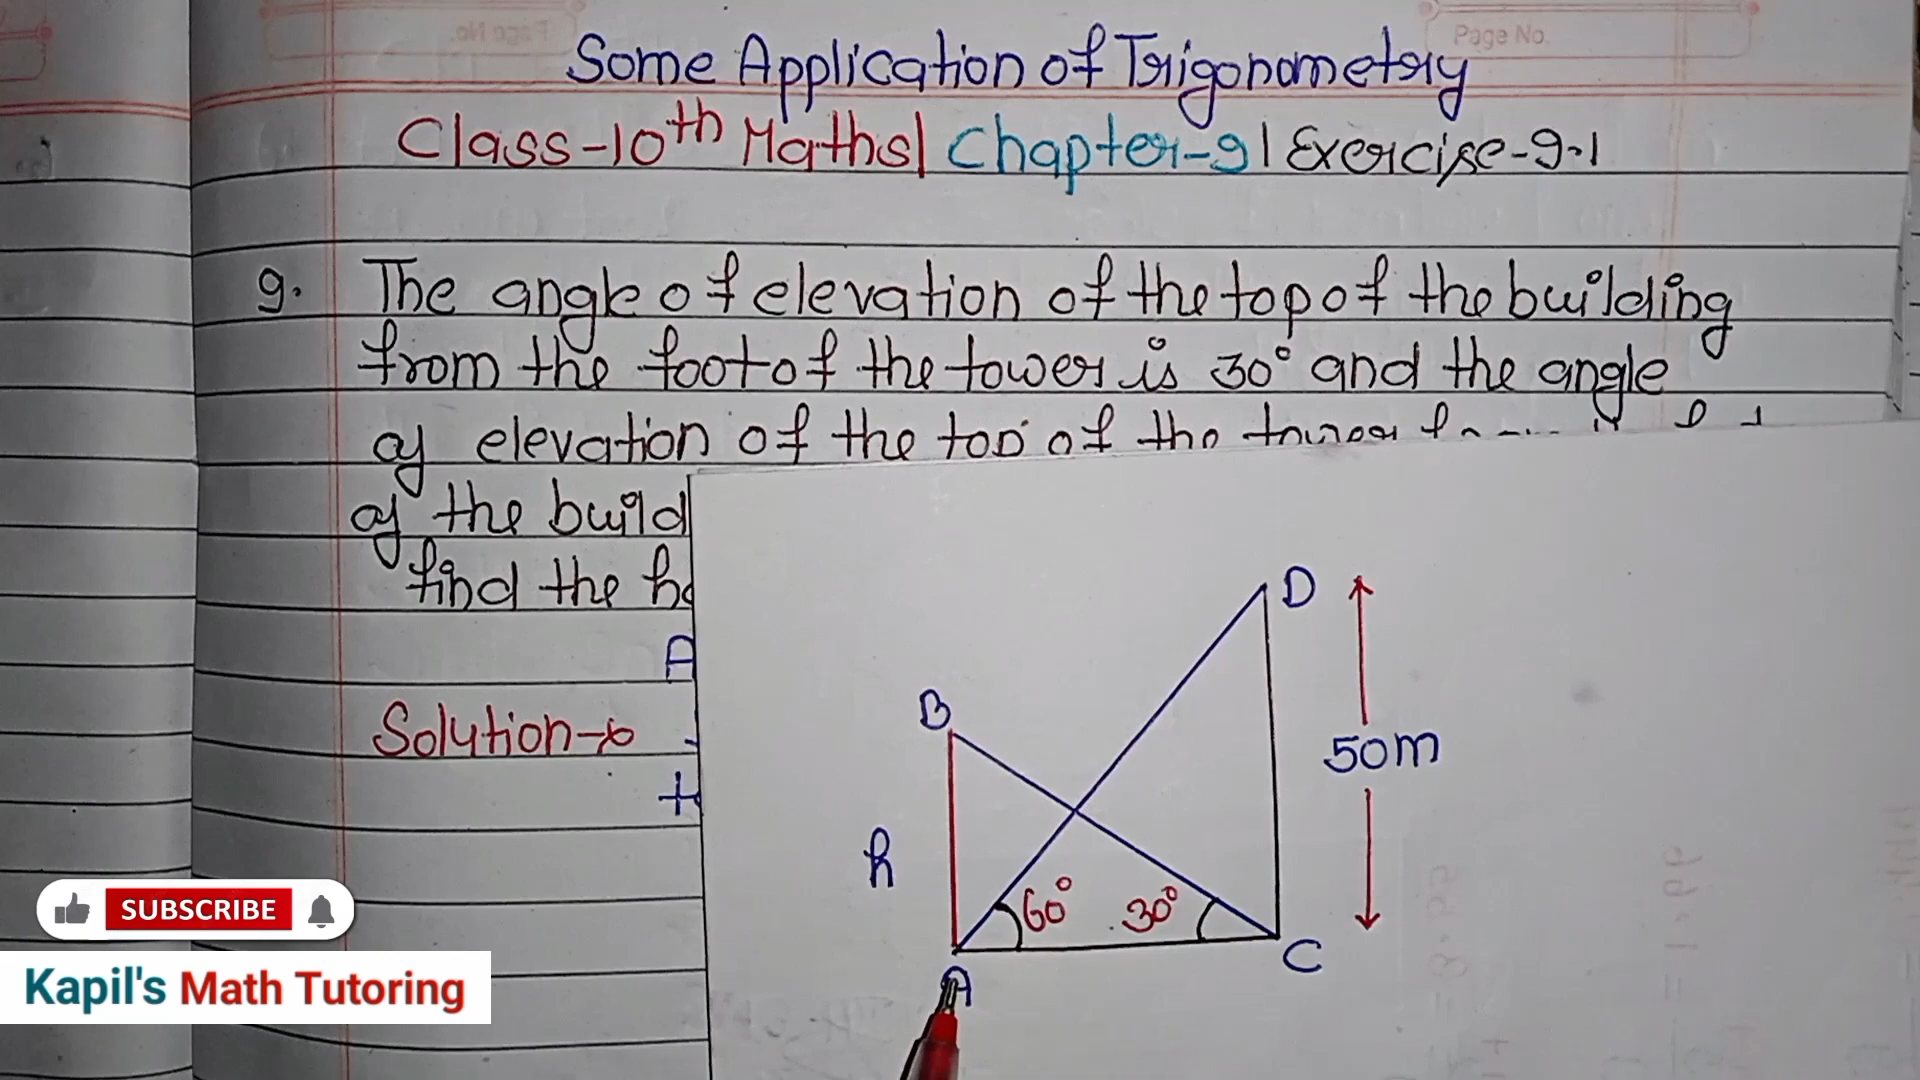 Page No.
Some Application of Trigonometry
Class-10th Maths| Chapter-9| Exercise-9.1
9. The angle of elevation of the top of the building
from the foot of the tower is 30° and the angle
of elevation of the top of the tower
of the build
find the
Solution→
D
B
50m
h
60° 30°
C
A
SUBSCRIBE
Kapil's Math Tutoring